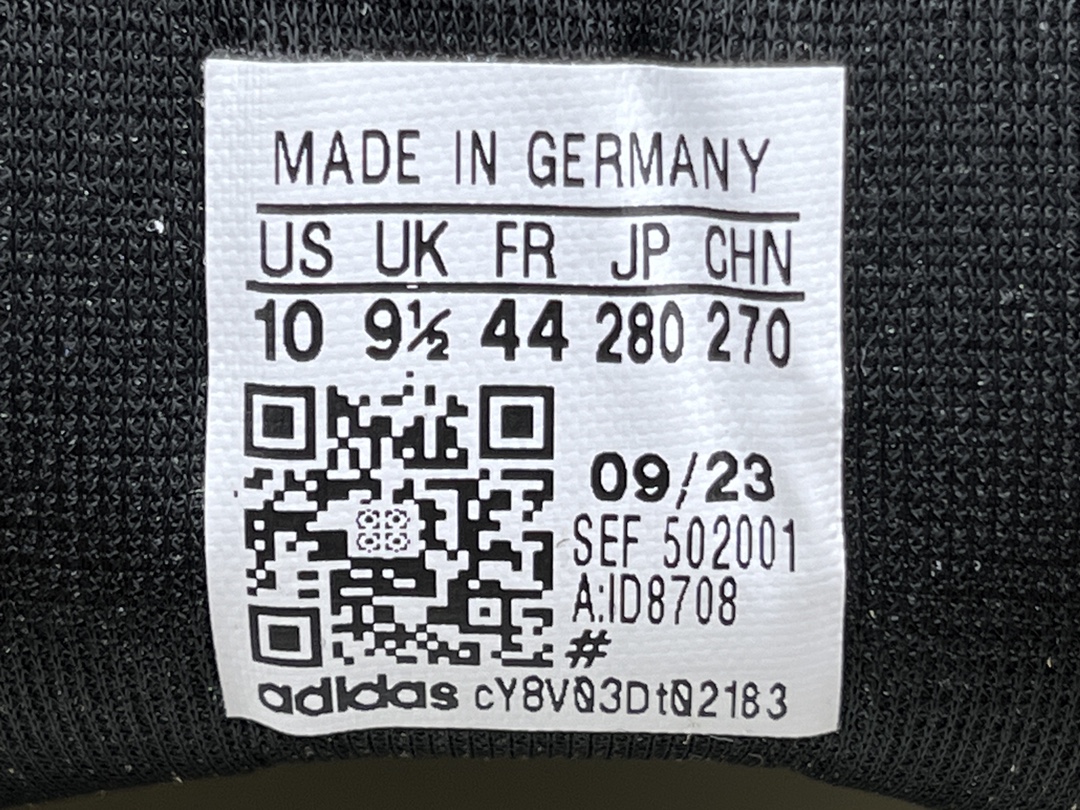 MADE IN GERMANY
US UK FR JP CHN
10 9½ 44 280 270
09/23
SEF 502001
A:ID8708
#
adidas cY8V03Dt02183